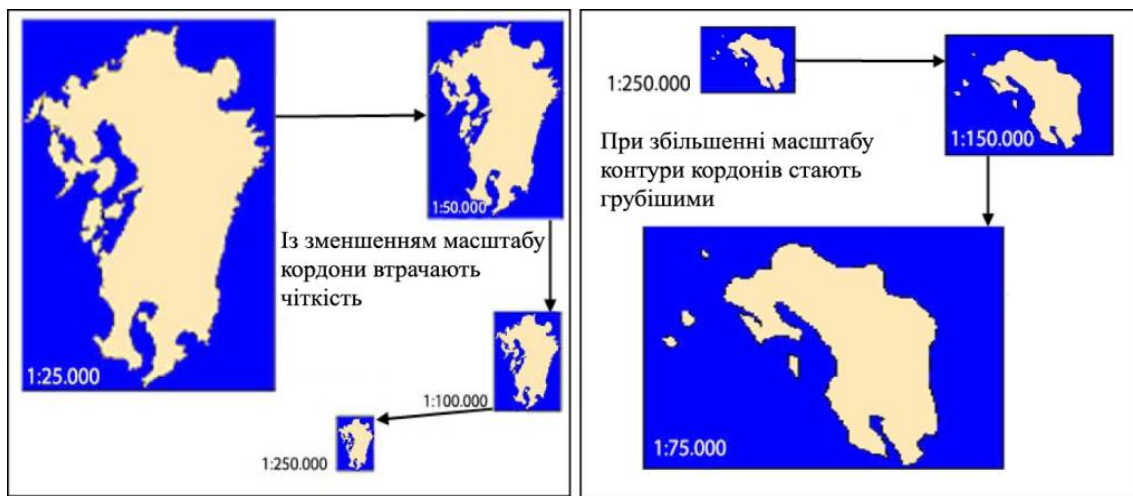 1:25.000
1:50.000
Із зменшенням масштабу
кордони втрачають
чіткість
1:100.000
1:250.000
1:250.000
1:150.000
При збільшенні масштабу
контури кордонів стають
грубішими
1:75.000